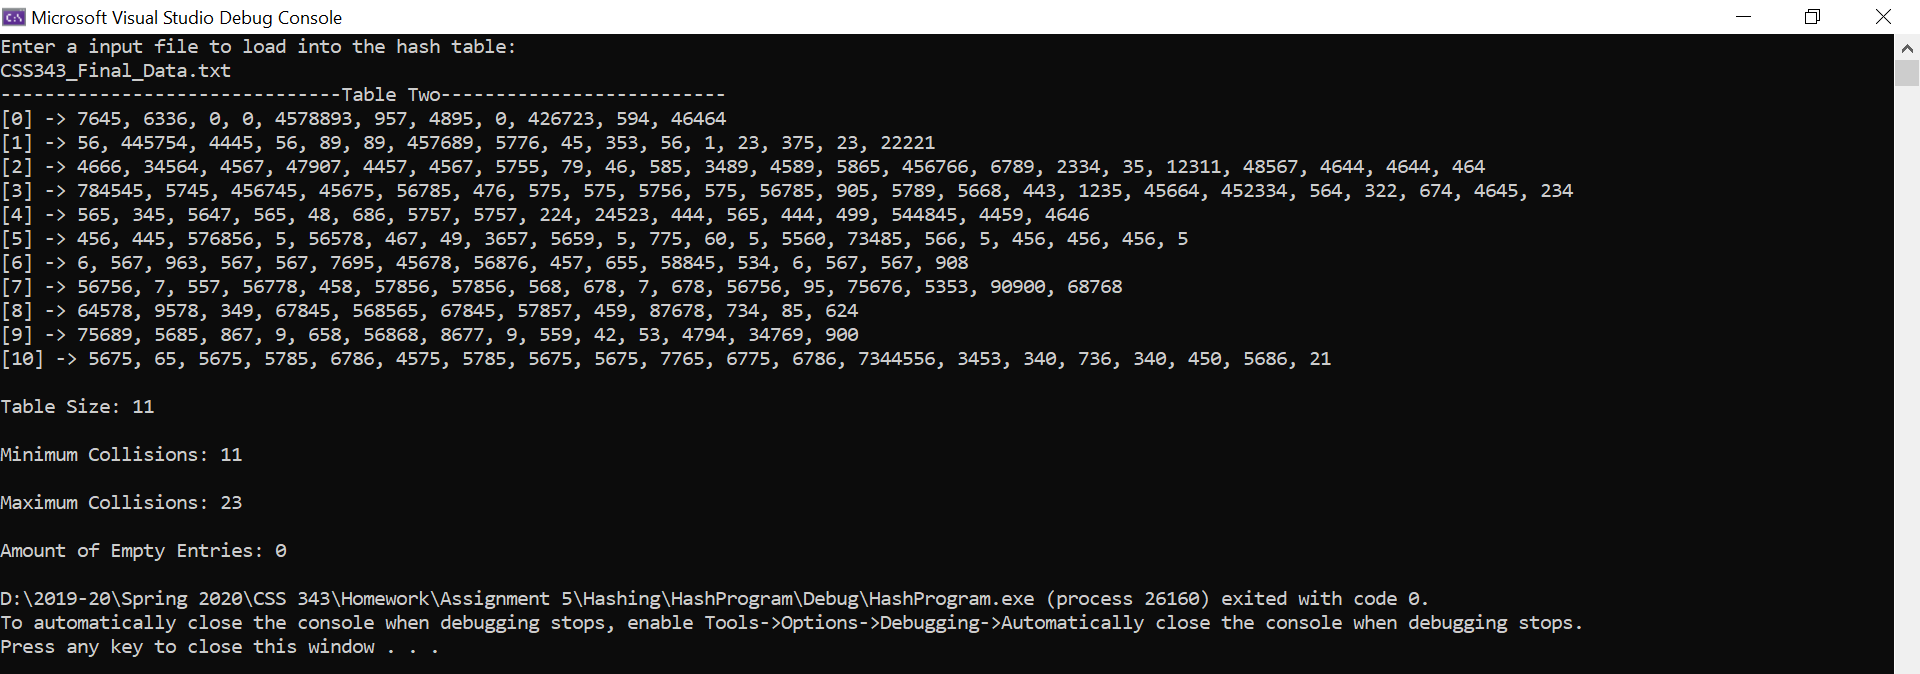 Microsoft Visual Studio Debug Console
Enter a input file to load into the hash table:
CSS343_Final_Data.txt
-------------------------------Table Two--------------------------
[0] -> 7645, 6336, 0, 0, 4578893, 957, 4895, 0, 426723, 594, 46464
[1] -> 56, 445754, 4445, 56, 89, 89, 457689, 5776, 45, 353, 56, 1, 23, 375, 23, 22221
[2] -> 4666, 34564, 4567, 47907, 4457, 4567, 5755, 79, 46, 585, 3489, 4589, 5865, 456766, 6789, 2334, 35, 12311, 48567, 4644, 4644, 464
[3] -> 784545, 5745, 456745, 45675, 56785, 476, 575, 575, 5756, 575, 56785, 905, 5789, 5668, 443, 1235, 45664, 452334, 564, 322, 674, 4645, 234
[4] -> 565, 345, 5647, 565, 48, 686, 5757, 5757, 224, 24523, 444, 565, 444, 499, 544845, 4459, 4646
[5] -> 456, 445, 576856, 5, 56578, 467, 49, 3657, 5659, 5, 775, 60, 5, 5560, 73485, 566, 5, 456, 456, 456, 5
[6] -> 6, 567, 963, 567, 567, 7695, 45678, 56876, 457, 655, 58845, 534, 6, 567, 567, 908
[7] -> 56756, 7, 557, 56778, 458, 57856, 57856, 568, 678, 7, 678, 56756, 95, 75676, 5353, 90900, 68768
[8] -> 64578, 9578, 349, 67845, 568565, 67845, 57857, 459, 87678, 734, 85, 624
[9] -> 75689, 5685, 867, 9, 658, 56868, 8677, 9, 559, 42, 53, 4794, 34769, 900
[10] -> 5675, 65, 5675, 5785, 6786, 4575, 5785, 5675, 5675, 7765, 6775, 6786, 7344556, 3453, 340, 736, 340, 450, 5686, 21
Table Size: 11
Minimum Collisions: 11
Maximum Collisions: 23
Amount of Empty Entries: 0
D:\2019-20\Spring 2020\CSS 343\Homework\Assignment 5\Hashing\HashProgram\Debug\HashProgram.exe (process 26160) exited with code 0.
To automatically close the console when debugging stops, enable Tools->Options->Debugging->Automatically close the console when debugging stops.
Press any key to close this window . . .